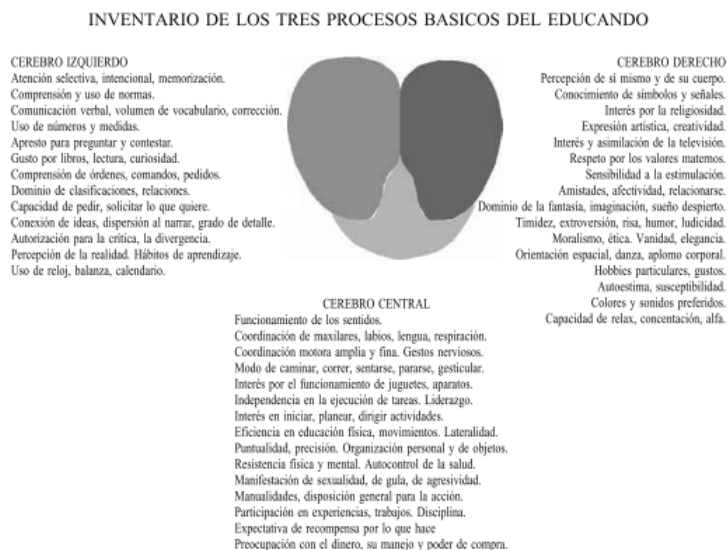 INVENTARIO DE LOS TRES PROCESOS BASICOS DEL EDUCANDO
CEREBRO IZQUIERDO
Atención selectiva, intencional, memorización.
Comprensión y uso de normas.
Comunicación verbal, volumen de vocabulario, corrección.
Uso de números y medidas.
Apresto para preguntar y contestar.
Gusto por libros, lectura, curiosidad.
Comprensión de órdenes, comandos, pedidos.
Dominio de clasificaciones, relaciones.
Capacidad de pedir, solicitar lo que quiere.
Conexión de ideas, dispersión al narrar, grado de detalle.
Autorización para la crítica, la divergencia.
Percepción de la realidad. Hábitos de aprendizaje.
Uso de reloj, balanza, calendario.
CEREBRO DERECHO
Percepción de sí mismo y de su cuerpo.
Conocimiento de símbolos y señales.
Interés por la religiosidad.
Expresión artística, creatividad.
Interés y asimilación de la televisión.
Respeto por los valores maternos.
Sensibilidad a la estimulación.
Amistades, afectividad, relacionarse.
Dominio de la fantasía, imaginación, sueño despierto.
Timidez, extroversión, risa, humor, ludicidad.
Moralismo, ética. Vanidad, elegancia.
Orientación espacial, danza, aplomo corporal.
Hobbies particulares, gustos.
Autoestima, susceptibilidad.
Colores y sonidos preferidos.
Capacidad de relax, concentación, alfa.
CEREBRO CENTRAL
Funcionamiento de los sentidos.
Coordinación de maxilares, labios, lengua, respiración.
Coordinación motora amplia y fina. Gestos nerviosos.
Modo de caminar, correr, sentarse, pararse, gesticular.
Interés por el funcionamiento de juguetes, aparatos.
Independencia en la ejecución de tareas. Liderazgo.
Interés en iniciar, planear, dirigir actividades.
Eficiencia en educación física, movimientos. Lateralidad.
Puntualidad, precisión. Organización personal y de objetos.
Resistencia física y mental. Autocontrol de la salud.
Manifestación de sexualidad, de gula, de agresividad.
Manualidades, disposición general para la acción.
Participación en experiencias, trabajos. Disciplina.
Expectativa de recompensa por lo que hace
Preocupación con el dinero, su manejo y poder de compra.